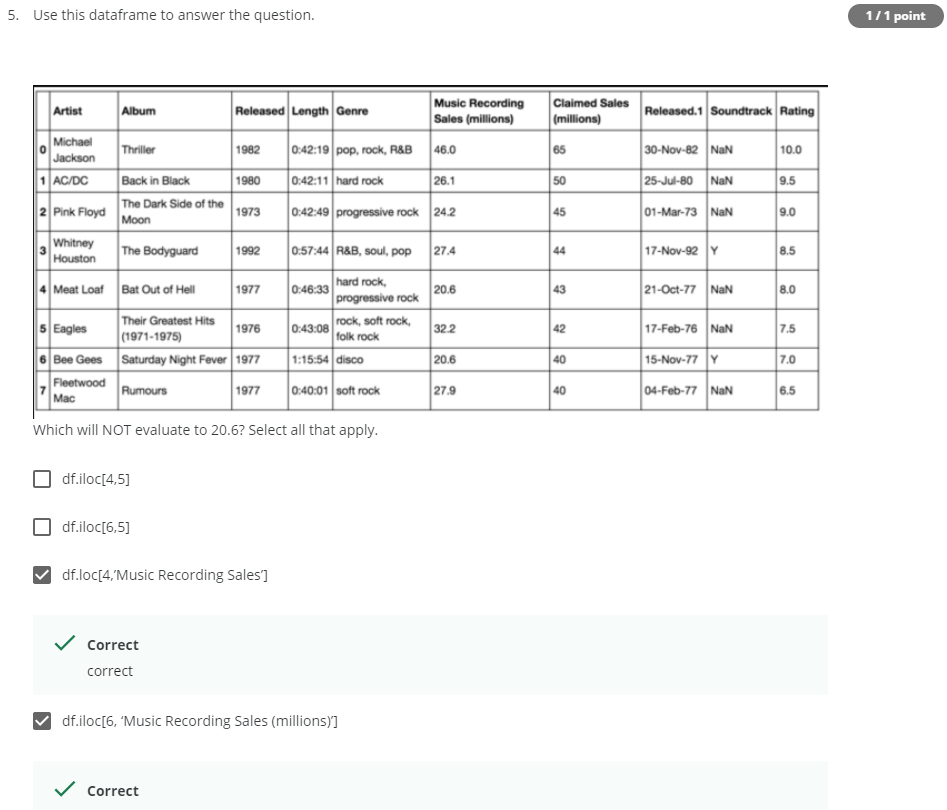 5. Use this dataframe to answer the question.
1 / 1 point
Artist Album Released Length Genre Music Recording Sales (millions) Claimed Sales (millions) Released.1 Soundtrack Rating
0 Michael Jackson Thriller 1982 0:42:19 pop, rock, R&B 46.0 65 30-Nov-82 NaN 10.0
1 AC/DC Back in Black 1980 0:42:11 hard rock 26.1 50 25-Jul-80 NaN 9.5
2 Pink Floyd The Dark Side of the Moon 1973 0:42:49 progressive rock 24.2 45 01-Mar-73 NaN 9.0
3 Whitney Houston The Bodyguard 1992 0:57:44 R&B, soul, pop 27.4 44 17-Nov-92 Y 8.5
4 Meat Loaf Bat Out of Hell 1977 0:46:33 hard rock, progressive rock 20.6 43 21-Oct-77 NaN 8.0
5 Eagles Their Greatest Hits (1971-1975) 1976 0:43:08 rock, soft rock, folk rock 32.2 42 17-Feb-76 NaN 7.5
6 Bee Gees Saturday Night Fever 1977 1:15:54 disco 20.6 40 15-Nov-77 Y 7.0
7 Fleetwood Mac Rumours 1977 0:40:01 soft rock 27.9 40 04-Feb-77 NaN 6.5
Which will NOT evaluate to 20.6? Select all that apply.
df.iloc[4,5]
df.iloc[6,5]
df.loc[4,'Music Recording Sales']
Correct
correct
df.iloc[6, 'Music Recording Sales (millions)']
Correct